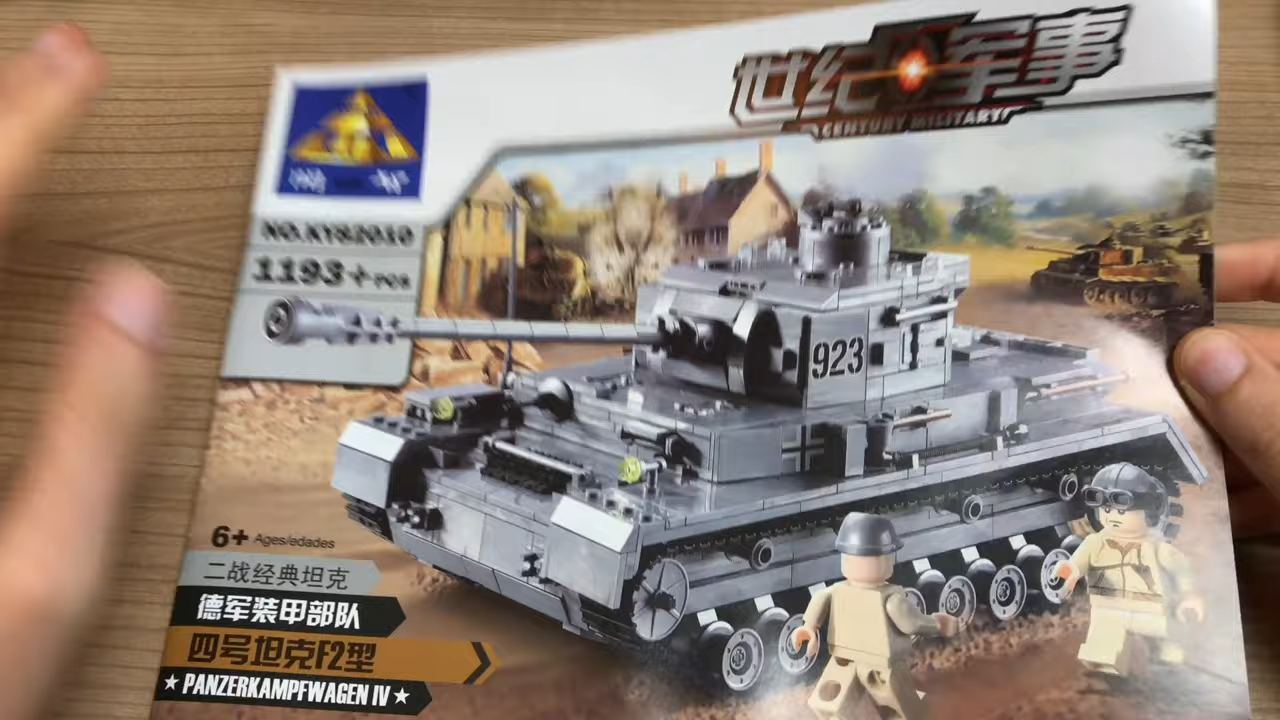 世纪军事
CENTURY MILITARY
NO.KY82010
1193+PCS
923
6+ Ages/edades
二战经典坦克
德军装甲部队
四号坦克F2型
★ PANZERKAMPFWAGEN IV ★